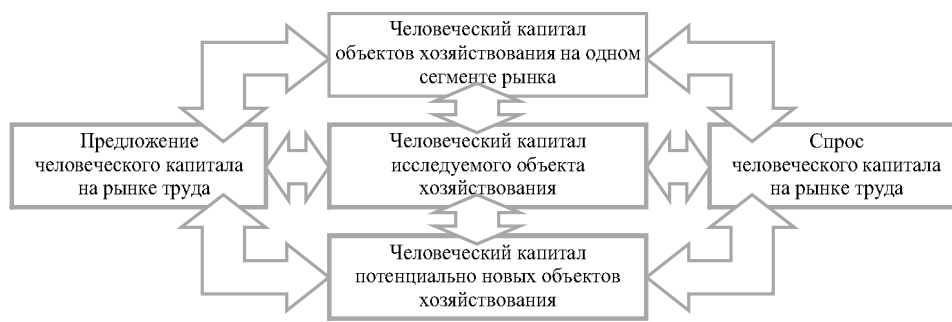 Человеческий капитал
объектов хозяйствования на одном
сегменте рынка
Предложение
человеческого капитала
на рынке труда
Человеческий капитал
исследуемого объекта
хозяйствования
Спрос
человеческого капитала
на рынке труда
Человеческий капитал
потенциально новых объектов
хозяйствования